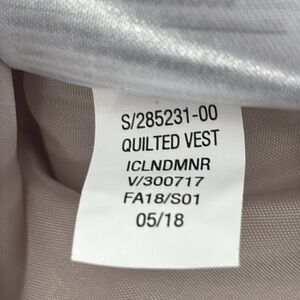 S/285231-00
QUILTED VEST
ICLNDMNR
V/300717
FA18/S01
05/18